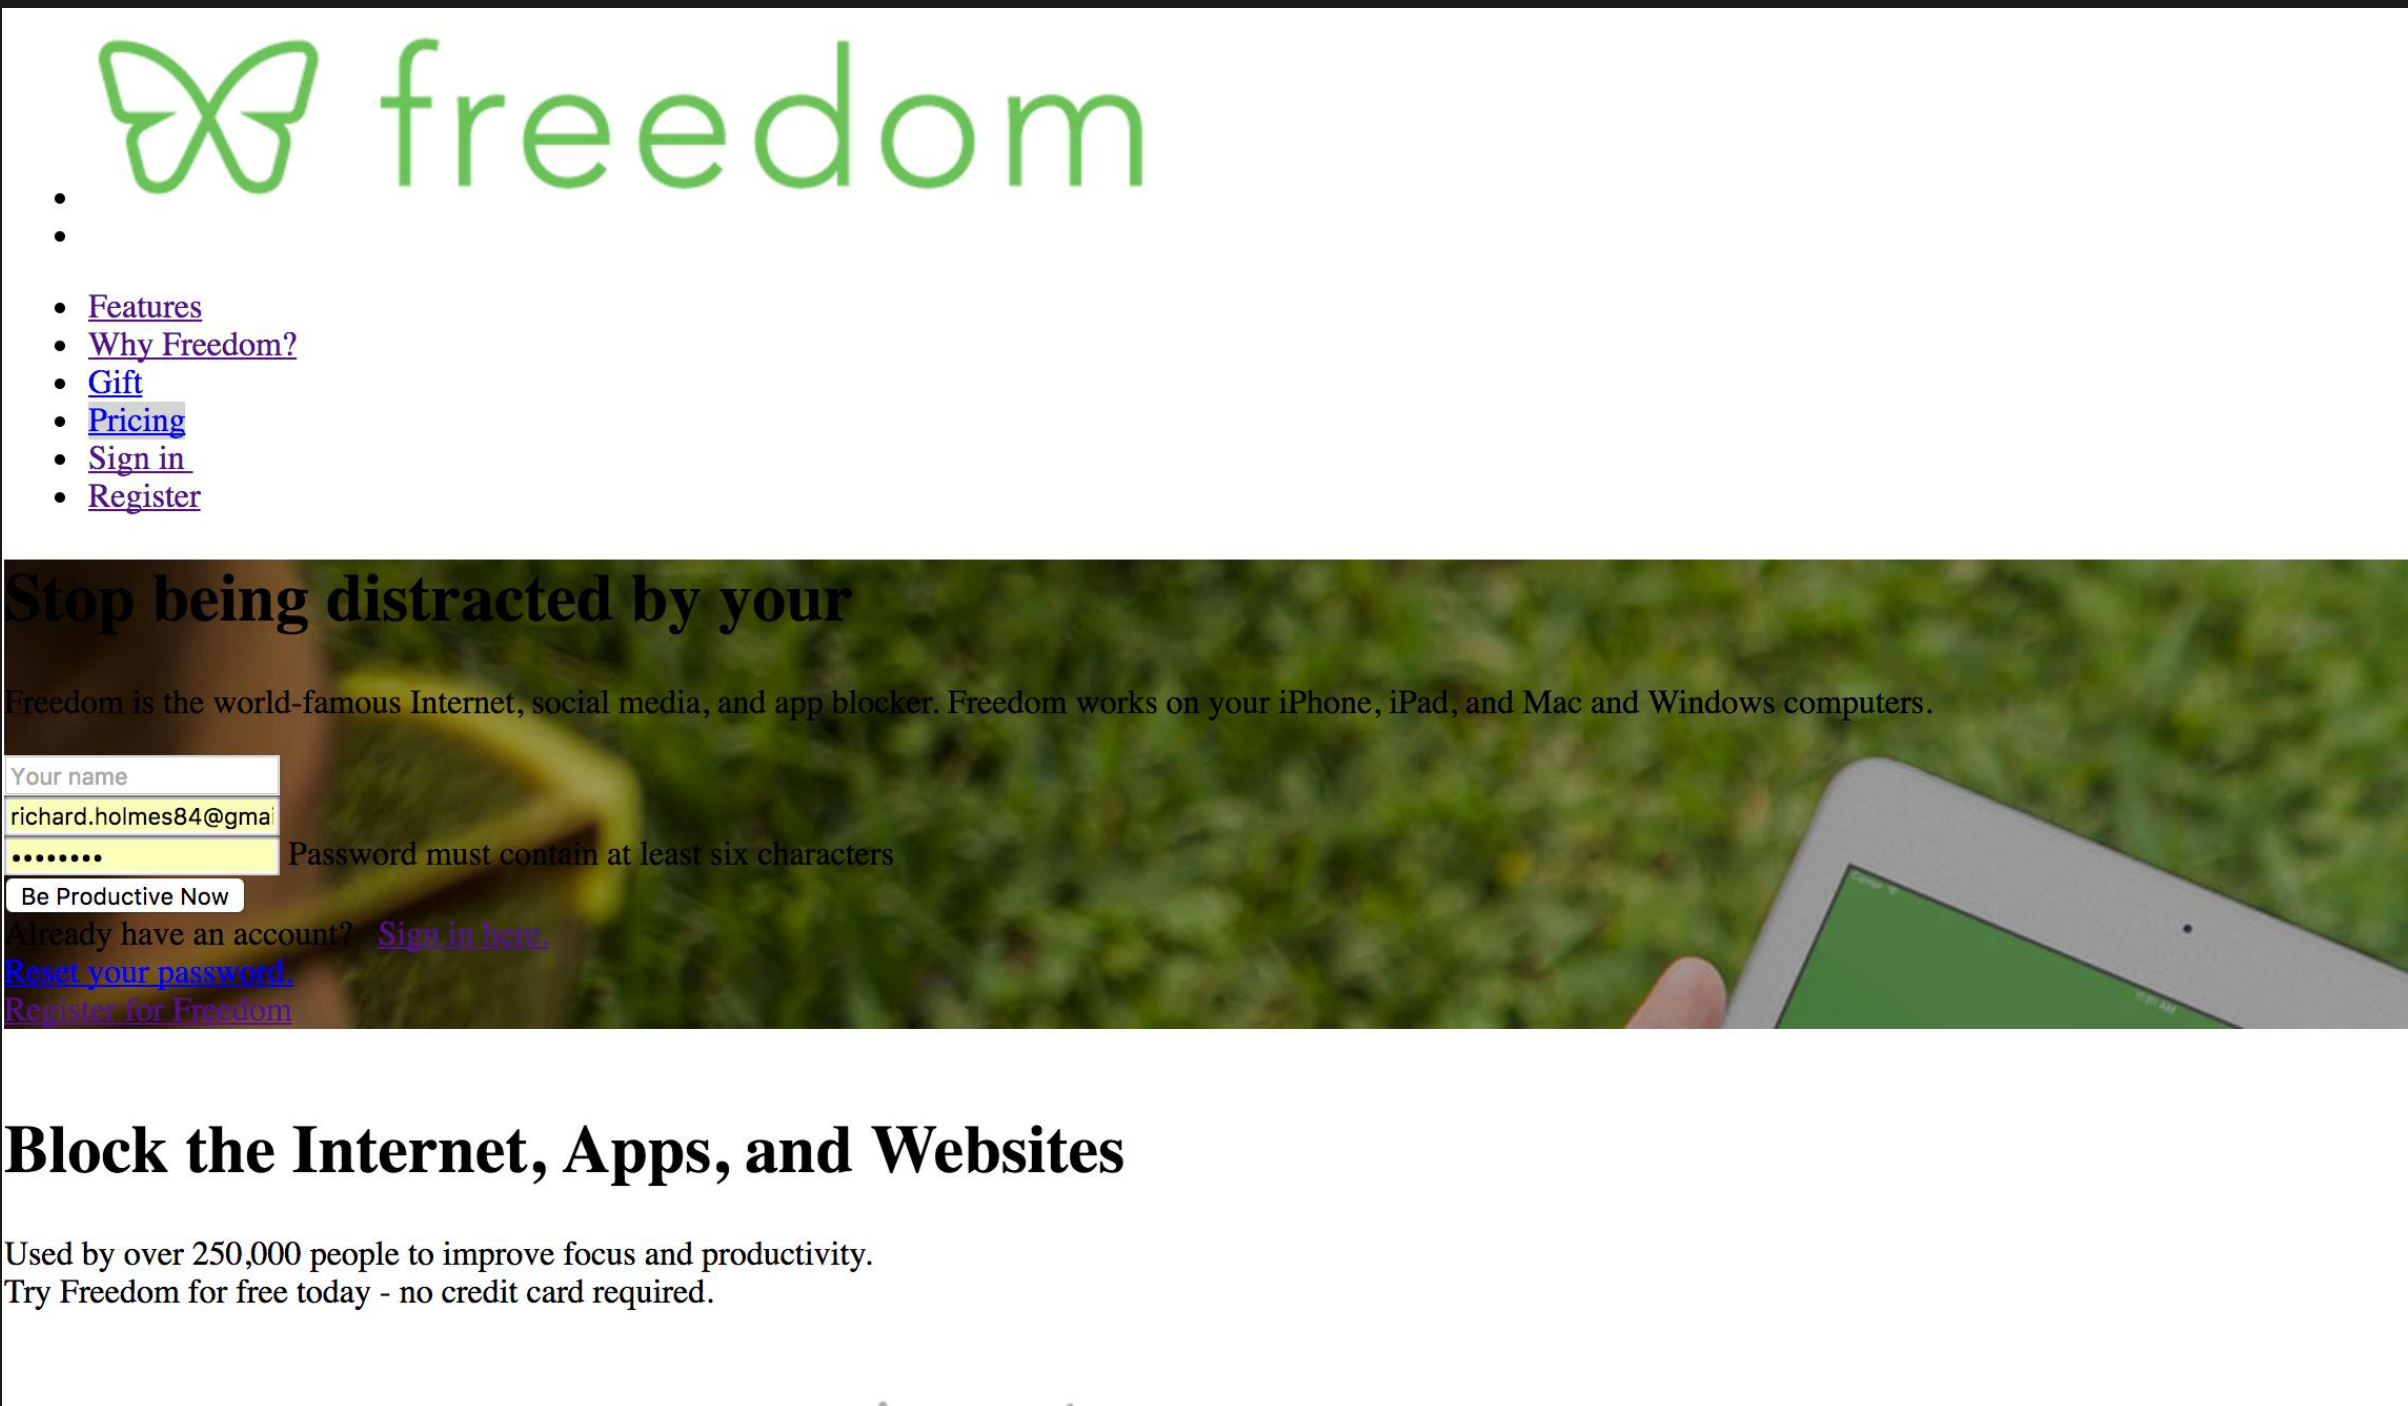 freedom
Features
Why Freedom?
Gift
Pricing
Sign in
Register
Stop being distracted by your
Freedom is the world-famous Internet, social media, and app blocker. Freedom works on your iPhone, iPad, and Mac and Windows computers.
Your name
richard.holmes84@gmai
•••••••• Password must contain at least six characters
Be Productive Now
Already have an account? Sign in here.
Reset your password.
Register for Freedom
Block the Internet, Apps, and Websites
Used by over 250,000 people to improve focus and productivity.
Try Freedom for free today - no credit card required.